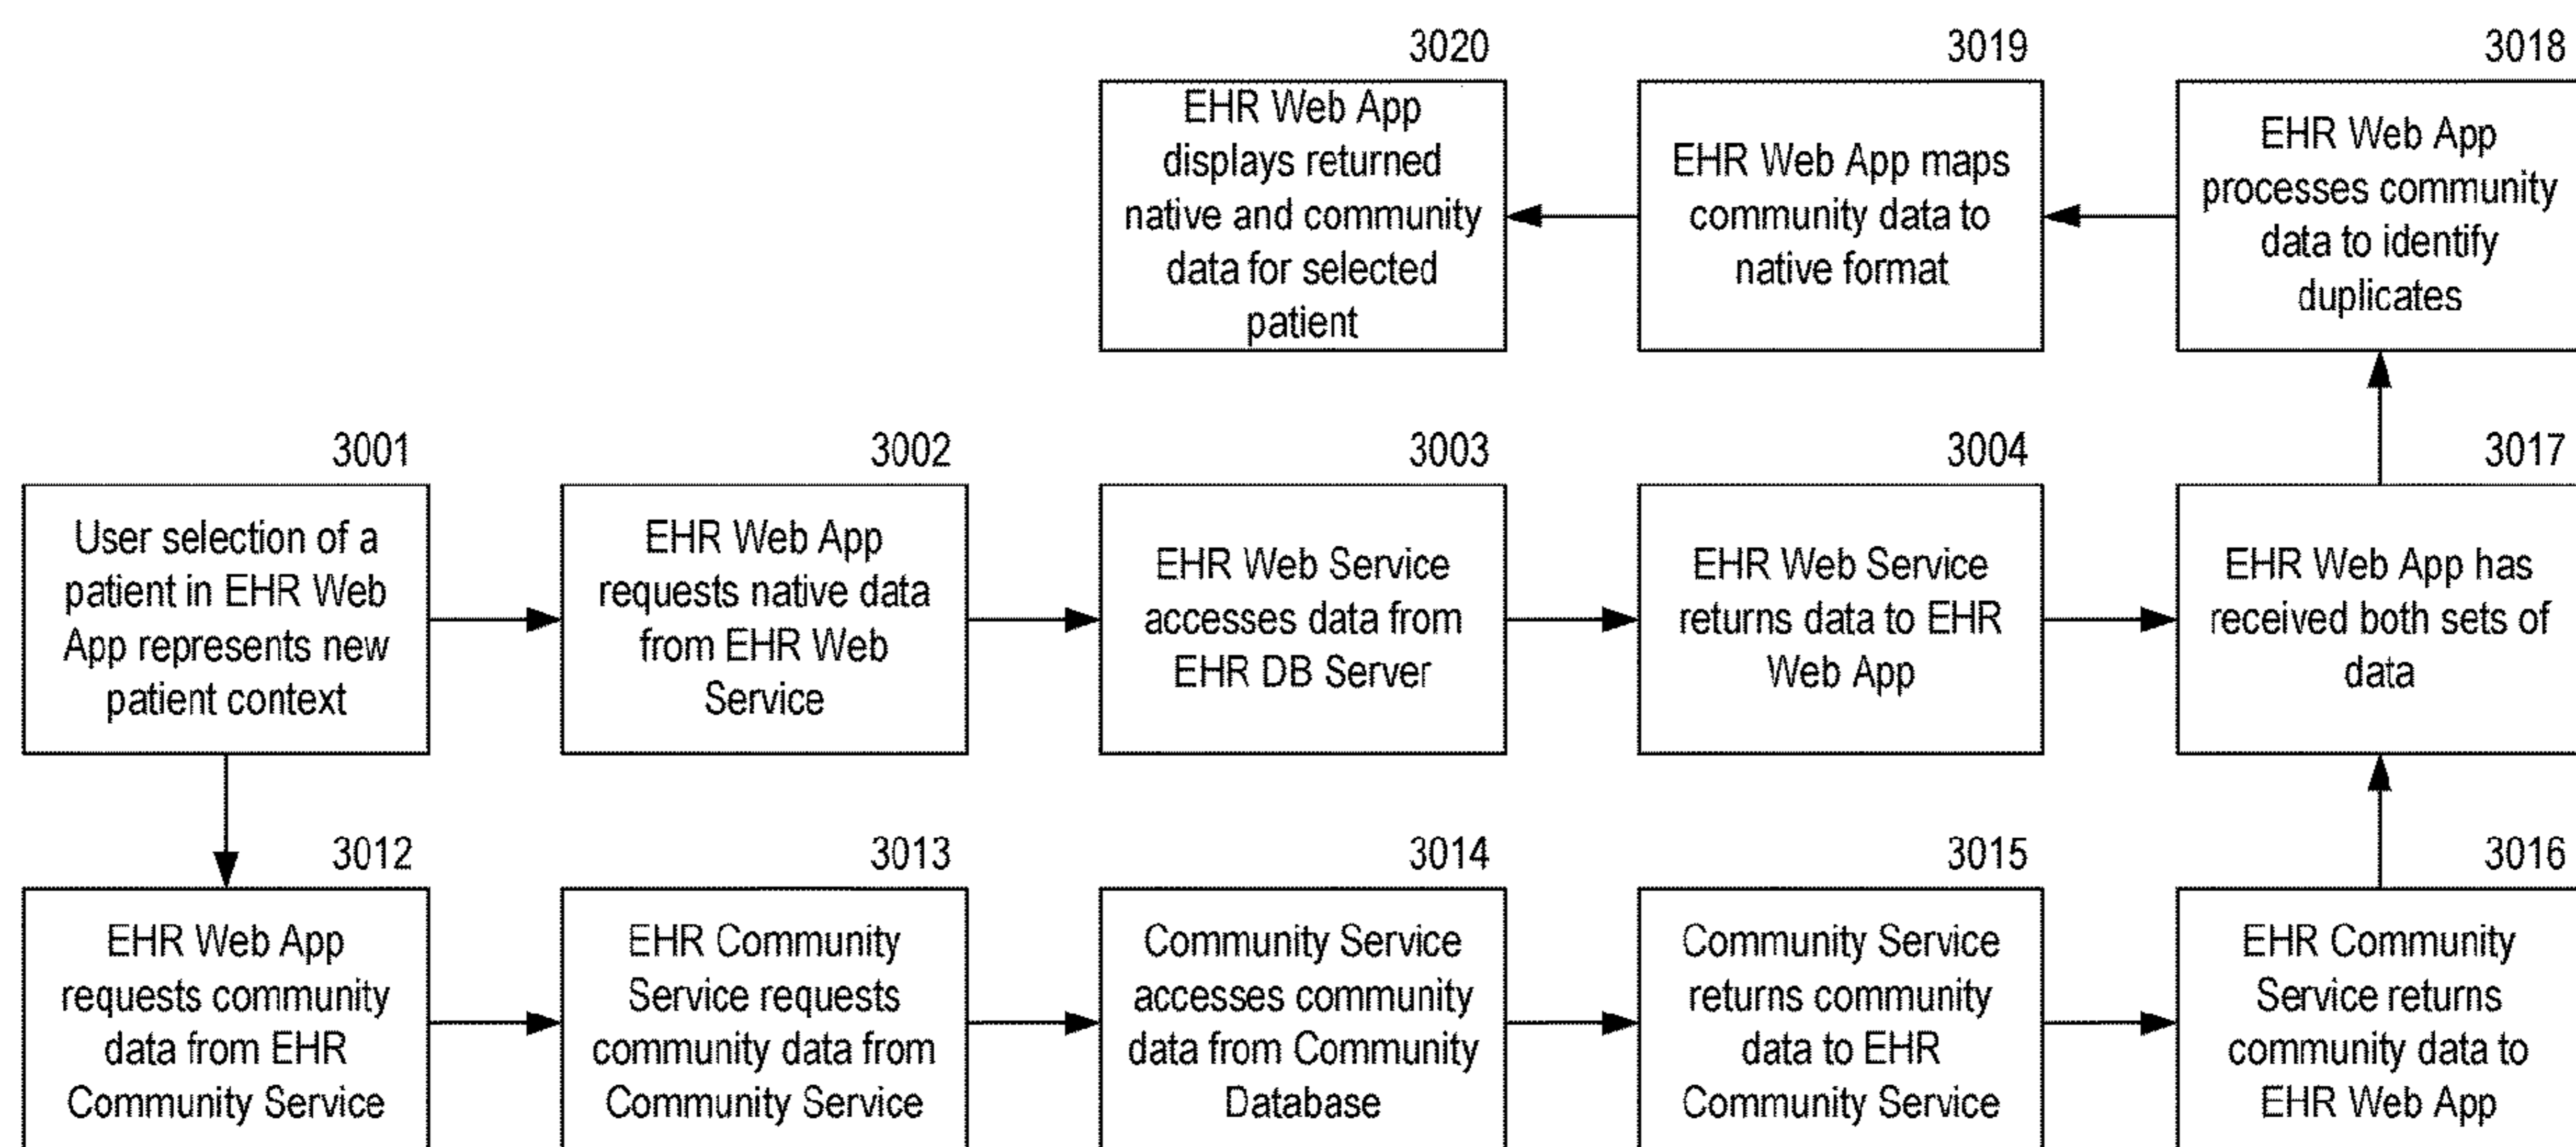 3020
EHR Web App
displays returned
native and community
data for selected
patient
3019
EHR Web App maps
community data to
native format
3018
EHR Web App
processes community
data to identify
duplicates
3001
User selection of a
patient in EHR Web
App represents new
patient context
3002
EHR Web App
requests native data
from EHR Web
Service
3003
EHR Web Service
accesses data from
EHR DB Server
3004
EHR Web Service
returns data to EHR
Web App
3017
EHR Web App has
received both sets of
data
3012
EHR Web App
requests community
data from EHR
Community Service
3013
EHR Community
Service requests
community data from
Community Service
3014
Community Service
accesses community
data from Community
Database
3015
Community Service
returns community
data to EHR
Community Service
3016
EHR Community
Service returns
community data to
EHR Web App